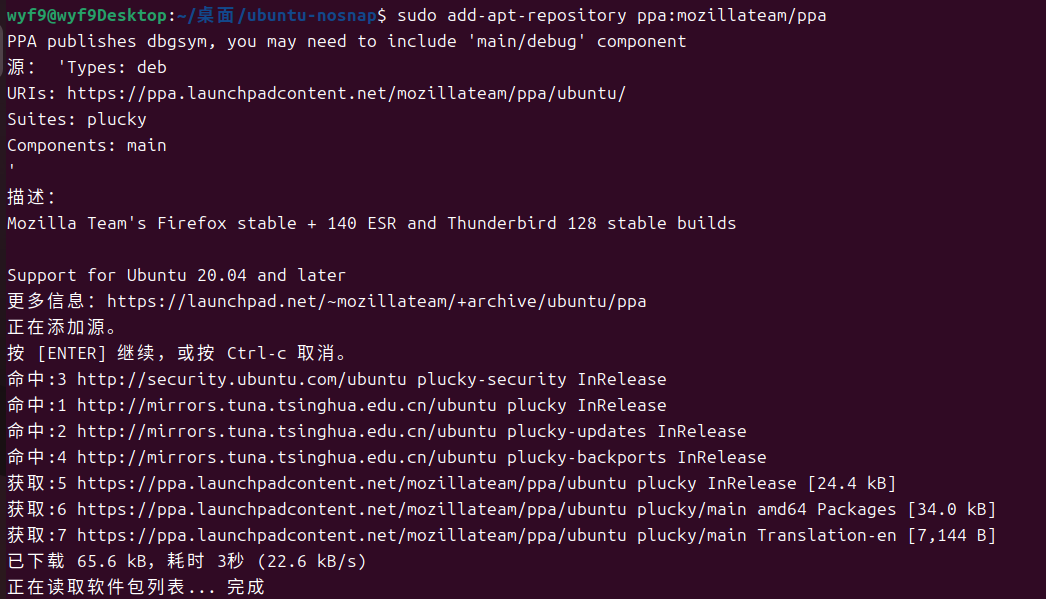 wyf9@wyf9Desktop:~/桌面/ubuntu-nosnap$ sudo add-apt-repository ppa:mozillateam/ppa
PPA publishes dbgsym, you may need to include 'main/debug' component
源： 'Types: deb
URIs: https://ppa.launchpadcontent.net/mozillateam/ppa/ubuntu/
Suites: plucky
Components: main
'
描述：
Mozilla Team's Firefox stable + 140 ESR and Thunderbird 128 stable builds
Support for Ubuntu 20.04 and later
更多信息：https://launchpad.net/~mozillateam/+archive/ubuntu/ppa
正在添加源。
按 [ENTER] 继续，或按 Ctrl-c 取消。
命中:3 http://security.ubuntu.com/ubuntu plucky-security InRelease
命中:1 http://mirrors.tuna.tsinghua.edu.cn/ubuntu plucky InRelease
命中:2 http://mirrors.tuna.tsinghua.edu.cn/ubuntu plucky-updates InRelease
命中:4 http://mirrors.tuna.tsinghua.edu.cn/ubuntu plucky-backports InRelease
获取:5 https://ppa.launchpadcontent.net/mozillateam/ppa/ubuntu plucky InRelease [24.4 kB]
获取:6 https://ppa.launchpadcontent.net/mozillateam/ppa/ubuntu plucky/main amd64 Packages [34.0 kB]
获取:7 https://ppa.launchpadcontent.net/mozillateam/ppa/ubuntu plucky/main Translation-en [7,144 B]
已下载 65.6 kB，耗时 3秒 (22.6 kB/s)
正在读取软件包列表... 完成